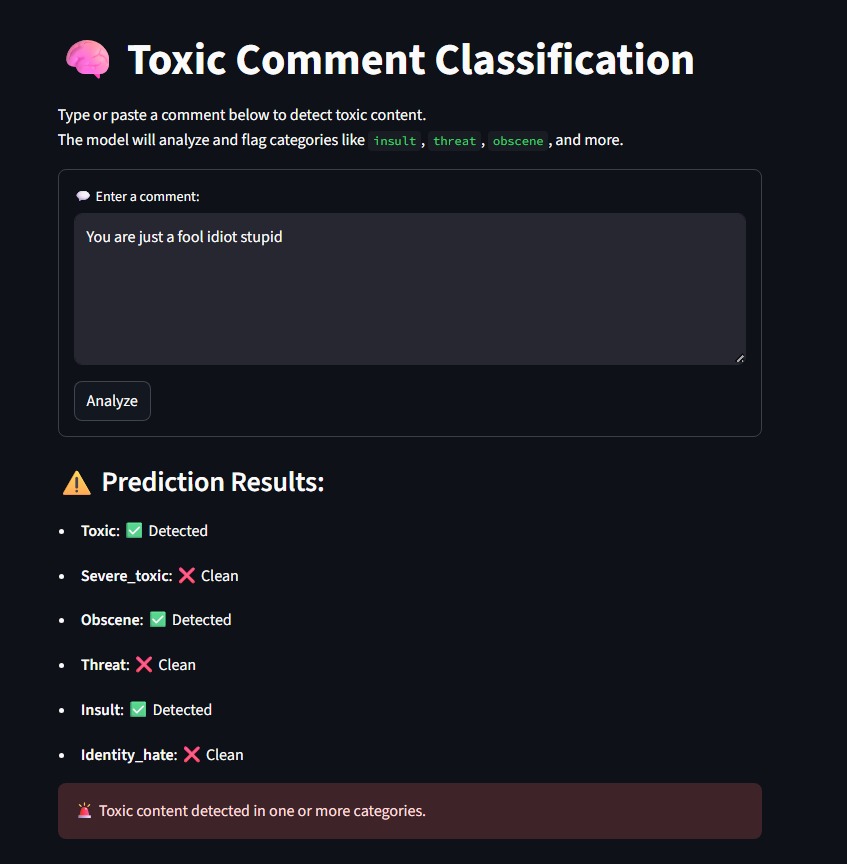 🧠 Toxic Comment Classification
Type or paste a comment below to detect toxic content.
The model will analyze and flag categories like insult, threat, obscene, and more.
💬 Enter a comment:
You are just a fool idiot stupid
Analyze
⚠️ Prediction Results:
• Toxic: ✅ Detected
• Severe_toxic: ❌ Clean
• Obscene: ✅ Detected
• Threat: ❌ Clean
• Insult: ✅ Detected
• Identity_hate: ❌ Clean
🚨 Toxic content detected in one or more categories.